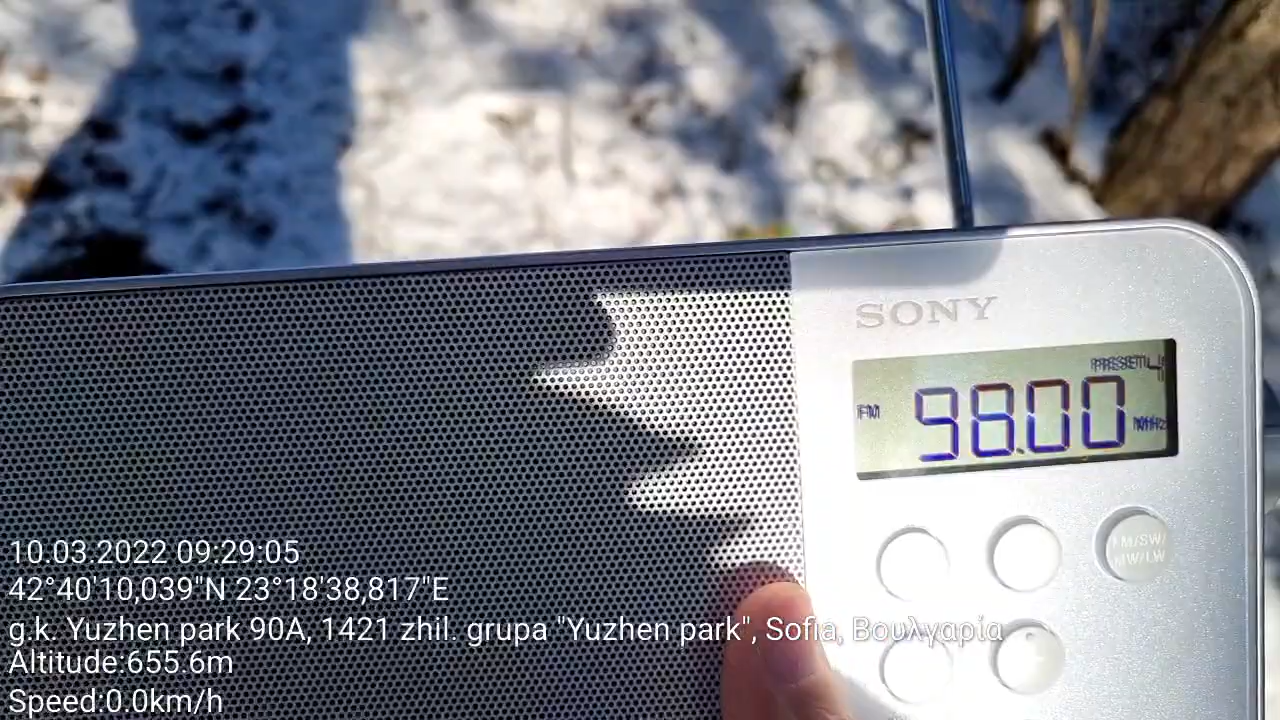 SONY
PRESET 4
FM 98.00 MHz
FM/SW/
MW/LW
10.03.2022 09:29:05
42°40'10,039"N 23°18'38,817"E
g.k. Yuzhen park 90A, 1421 zhil. grupa "Yuzhen park", Sofia, Βουλγαρία
Altitude:655.6m
Speed:0.0km/h